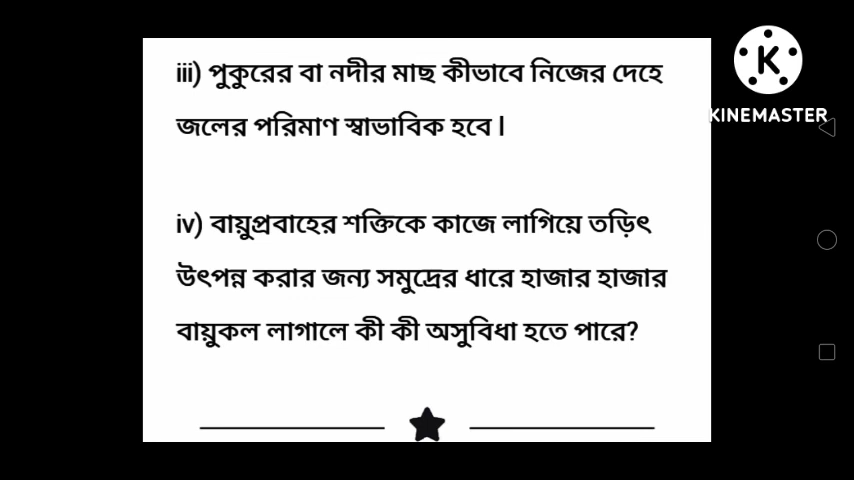 iii) পুকুরের বা নদীর মাছ কীভাবে নিজের দেহে
জলের পরিমাণ স্বাভাবিক হবে l
iv) বায়ুপ্রবাহের শক্তিকে কাজে লাগিয়ে তড়িৎ
উৎপন্ন করার জন্য সমুদ্রের ধারে হাজার হাজার
বায়ুকল লাগালে কী কী অসুবিধা হতে পারে?
K
KINEMASTER